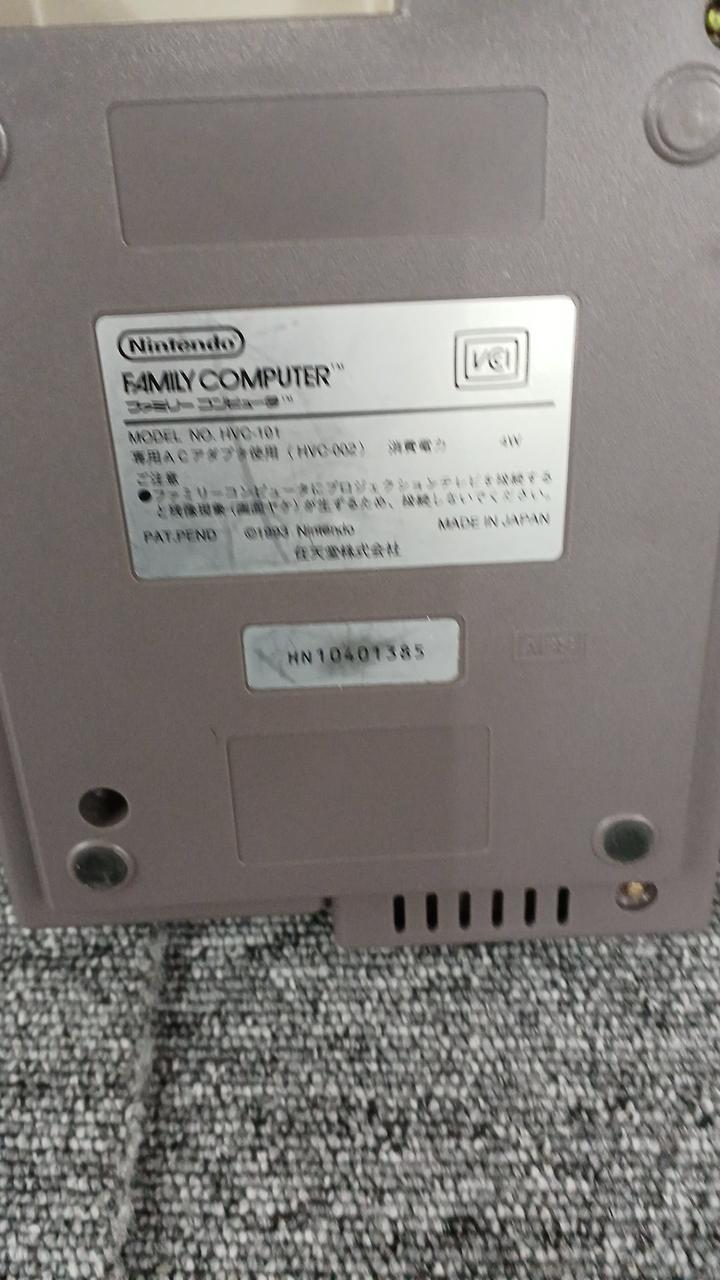 Nintendo
FAMILY COMPUTER™
ファミリー コンピュータ™
VCI
MODEL NO. HVC-101
専用ACアダプタ使用(HVC-002) 消費電力 4W
ご注意
●ファミリーコンピュータにプロジェクションテレビを接続する
と残像現象(画面ヤケ)が生ずるため、接続しないでください。
PAT.PEND ©1993 Nintendo MADE IN JAPAN
任天堂株式会社
HN10401385